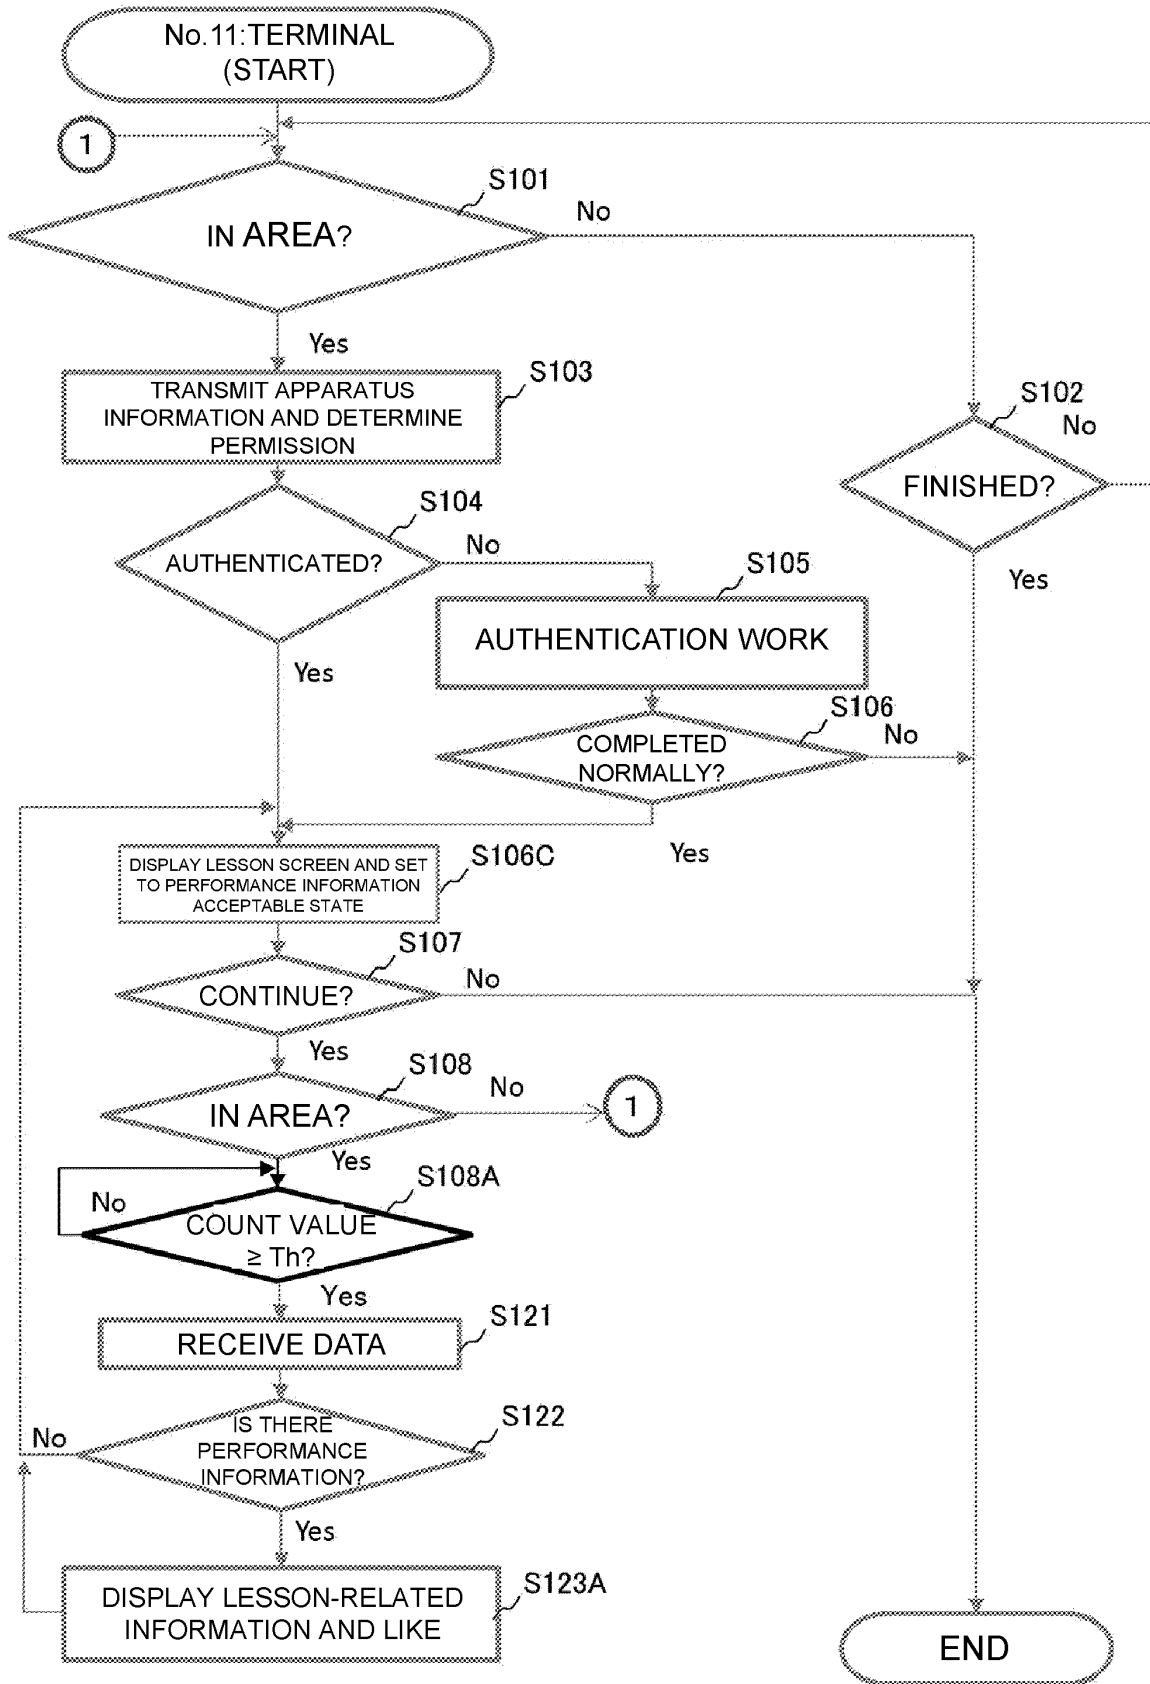 No.11:TERMINAL
(START)
1
S101
No
IN AREA?
Yes
S103
TRANSMIT APPARATUS
INFORMATION AND DETERMINE
PERMISSION
S102
No
FINISHED?
Yes
S104
No
AUTHENTICATED?
Yes
S105
AUTHENTICATION WORK
S106
No
COMPLETED
NORMALLY?
Yes
S106C
DISPLAY LESSON SCREEN AND SET
TO PERFORMANCE INFORMATION
ACCEPTABLE STATE
S107
No
CONTINUE?
Yes
S108
No
IN AREA?
1
Yes
S108A
No
COUNT VALUE
≥ Th?
Yes
S121
RECEIVE DATA
S122
IS THERE
PERFORMANCE
INFORMATION?
No
Yes
S123A
DISPLAY LESSON-RELATED
INFORMATION AND LIKE
END